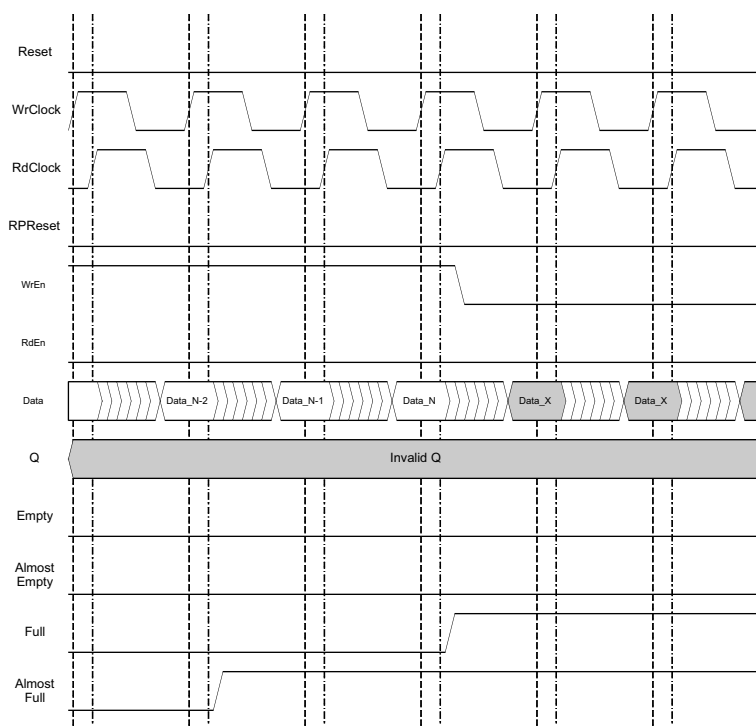 Reset
WrClock
RdClock
RPReset
WrEn
RdEn
Data
Data_N-2
Data_N-1
Data_N
Data_X
Data_X
Q
Invalid Q
Empty
Almost
Empty
Full
Almost
Full